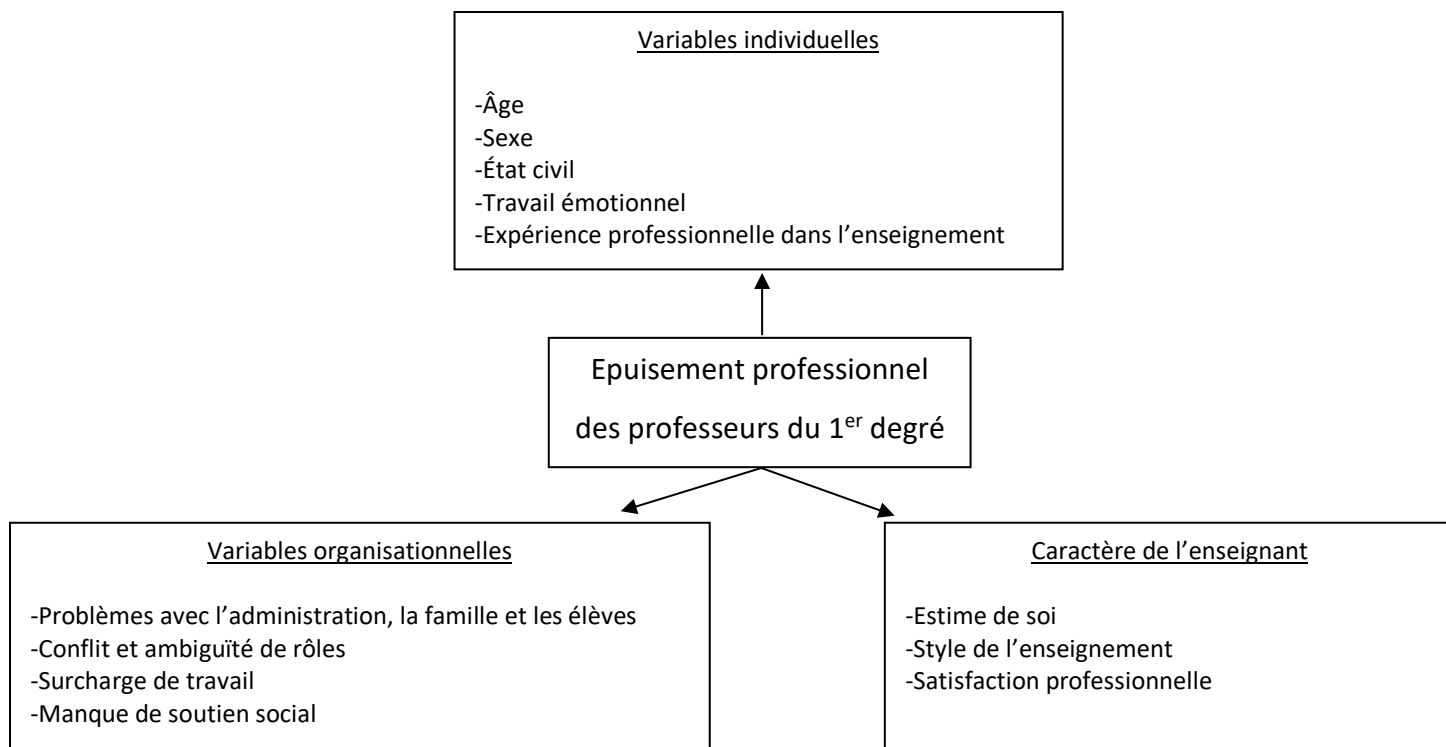 Variables individuelles
-Âge
-Sexe
-État civil
-Travail émotionnel
-Expérience professionnelle dans l’enseignement
Epuisement professionnel
des professeurs du 1er degré
Variables organisationnelles
-Problèmes avec l’administration, la famille et les élèves
-Conflit et ambiguïté de rôles
-Surcharge de travail
-Manque de soutien social
Caractère de l’enseignant
-Estime de soi
-Style de l’enseignement
-Satisfaction professionnelle